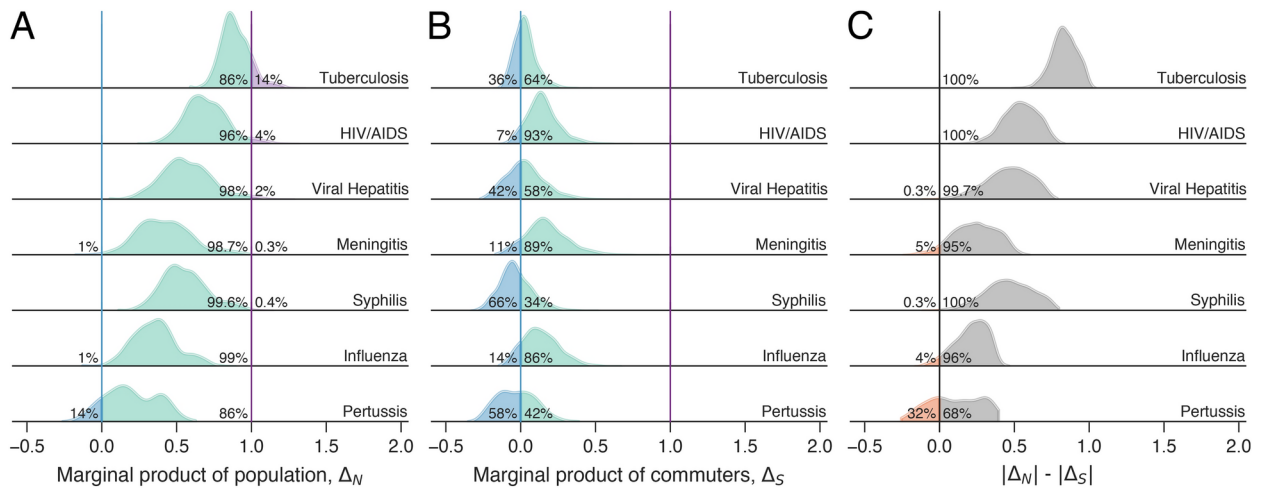 A
86% 14% Tuberculosis
96% 4% HIV/AIDS
98% 2% Viral Hepatitis
1% 98.7% 0.3% Meningitis
99.6% 0.4% Syphilis
1% 99% Influenza
14% 86% Pertussis
−0.5 0.0 0.5 1.0 1.5 2.0
Marginal product of population, Δ_N
B
36% 64% Tuberculosis
7% 93% HIV/AIDS
42% 58% Viral Hepatitis
11% 89% Meningitis
66% 34% Syphilis
14% 86% Influenza
58% 42% Pertussis
−0.5 0.0 0.5 1.0 1.5 2.0
Marginal product of commuters, Δ_S
C
100% Tuberculosis
100% HIV/AIDS
0.3% 99.7% Viral Hepatitis
5% 95% Meningitis
0.3% 100% Syphilis
4% 96% Influenza
32% 68% Pertussis
−0.5 0.0 0.5 1.0 1.5 2.0
|Δ_N| - |Δ_S|